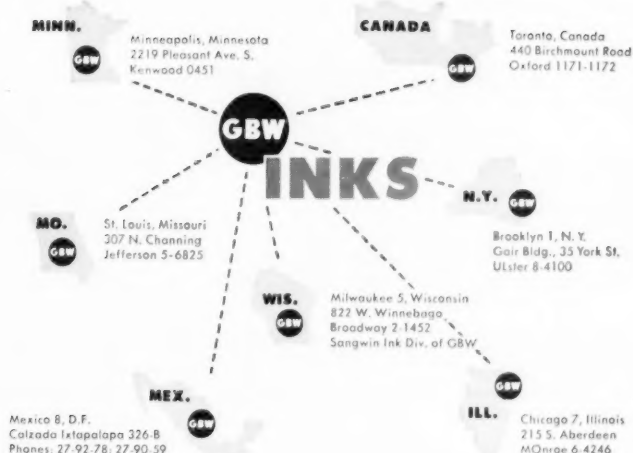 MINN.
GBW
Minneapolis, Minnesota
2219 Pleasant Ave. S.
Kenwood 0451
CANADA
GBW
Toronto, Canada
440 Birchmount Road
Oxford 1171-1172
GBW
INKS
MO.
GBW
St. Louis, Missouri
307 N. Channing
Jefferson 5-6825
N.Y.
GBW
Brooklyn 1, N. Y.
Gair Bldg., 35 York St.
ULster 8-4100
WIS.
GBW
Milwaukee 5, Wisconsin
822 W. Winnebago
Broadway 2-1452
Sangwin Ink Div. of GBW
MEX.
GBW
Mexico 8, D.F.
Calzada Ixtapalapa 326-B
Phones: 27-92-78; 27-90-59
ILL.
GBW
Chicago 7, Illinois
215 S. Aberdeen
MOnroe 6-4246